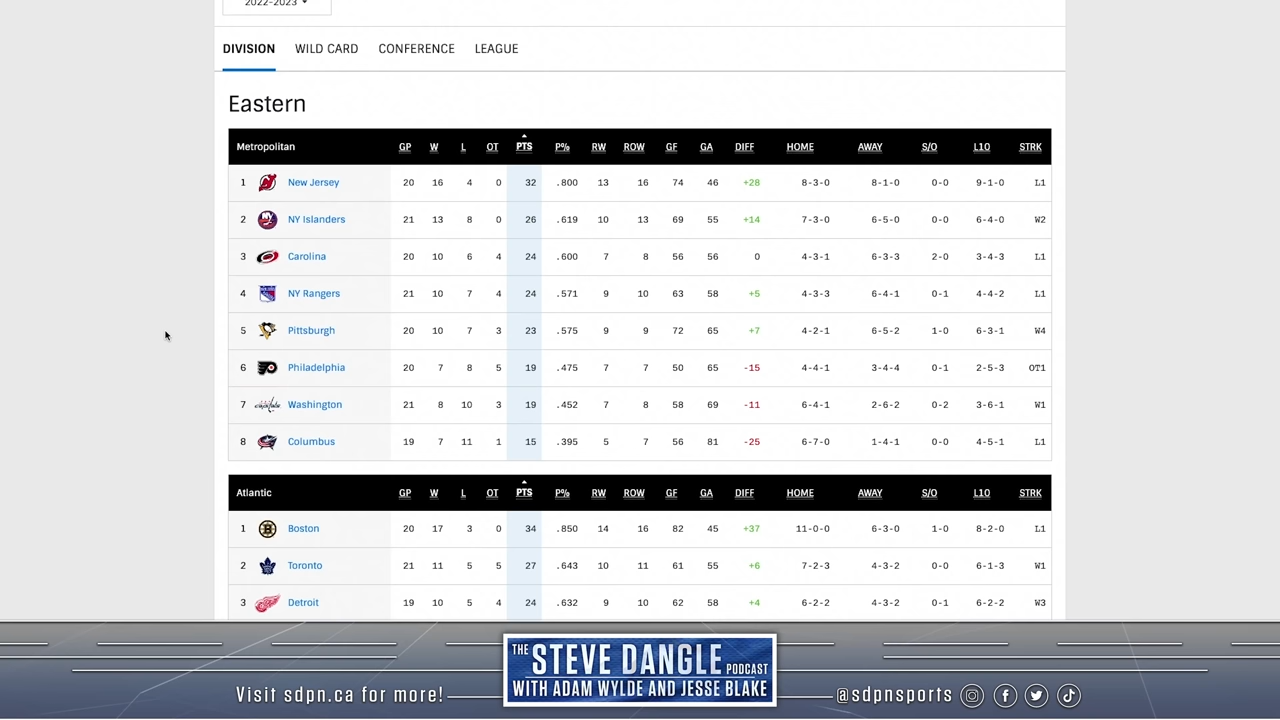 2022-2023
DIVISION WILD CARD CONFERENCE LEAGUE
Eastern
Metropolitan GP W L OT PTS P% RW ROW GF GA DIFF HOME AWAY S/O L10 STRK
1 New Jersey 20 16 4 0 32 .800 13 16 74 46 +28 8-3-0 8-1-0 0-0 9-1-0 L1
2 NY Islanders 21 13 8 0 26 .619 10 13 69 55 +14 7-3-0 6-5-0 0-0 6-4-0 W2
3 Carolina 20 10 6 4 24 .600 7 8 56 56 0 4-3-1 6-3-3 2-0 3-4-3 L1
4 NY Rangers 21 10 7 4 24 .571 9 10 63 58 +5 4-3-3 6-4-1 0-1 4-4-2 L1
5 Pittsburgh 20 10 7 3 23 .575 9 9 72 65 +7 4-2-1 6-5-2 1-0 6-3-1 W4
6 Philadelphia 20 7 8 5 19 .475 7 7 50 65 -15 4-4-1 3-4-4 0-1 2-5-3 OT1
7 Washington 21 8 10 3 19 .452 7 8 58 69 -11 6-4-1 2-6-2 0-2 3-6-1 W1
8 Columbus 19 7 11 1 15 .395 5 7 56 81 -25 6-7-0 1-4-1 0-0 4-5-1 L1
Atlantic GP W L OT PTS P% RW ROW GF GA DIFF HOME AWAY S/O L10 STRK
1 Boston 20 17 3 0 34 .850 14 16 82 45 +37 11-0-0 6-3-0 1-0 8-2-0 L1
2 Toronto 21 11 5 5 27 .643 10 11 61 55 +6 7-2-3 4-3-2 0-0 6-1-3 W1
3 Detroit 19 10 5 4 24 .632 9 10 62 58 +4 6-2-2 4-3-2 0-1 6-2-2 W3
THE STEVE DANGLE PODCAST
WITH ADAM WYLDE AND JESSE BLAKE
Visit sdpn.ca for more!
@sdpnsports